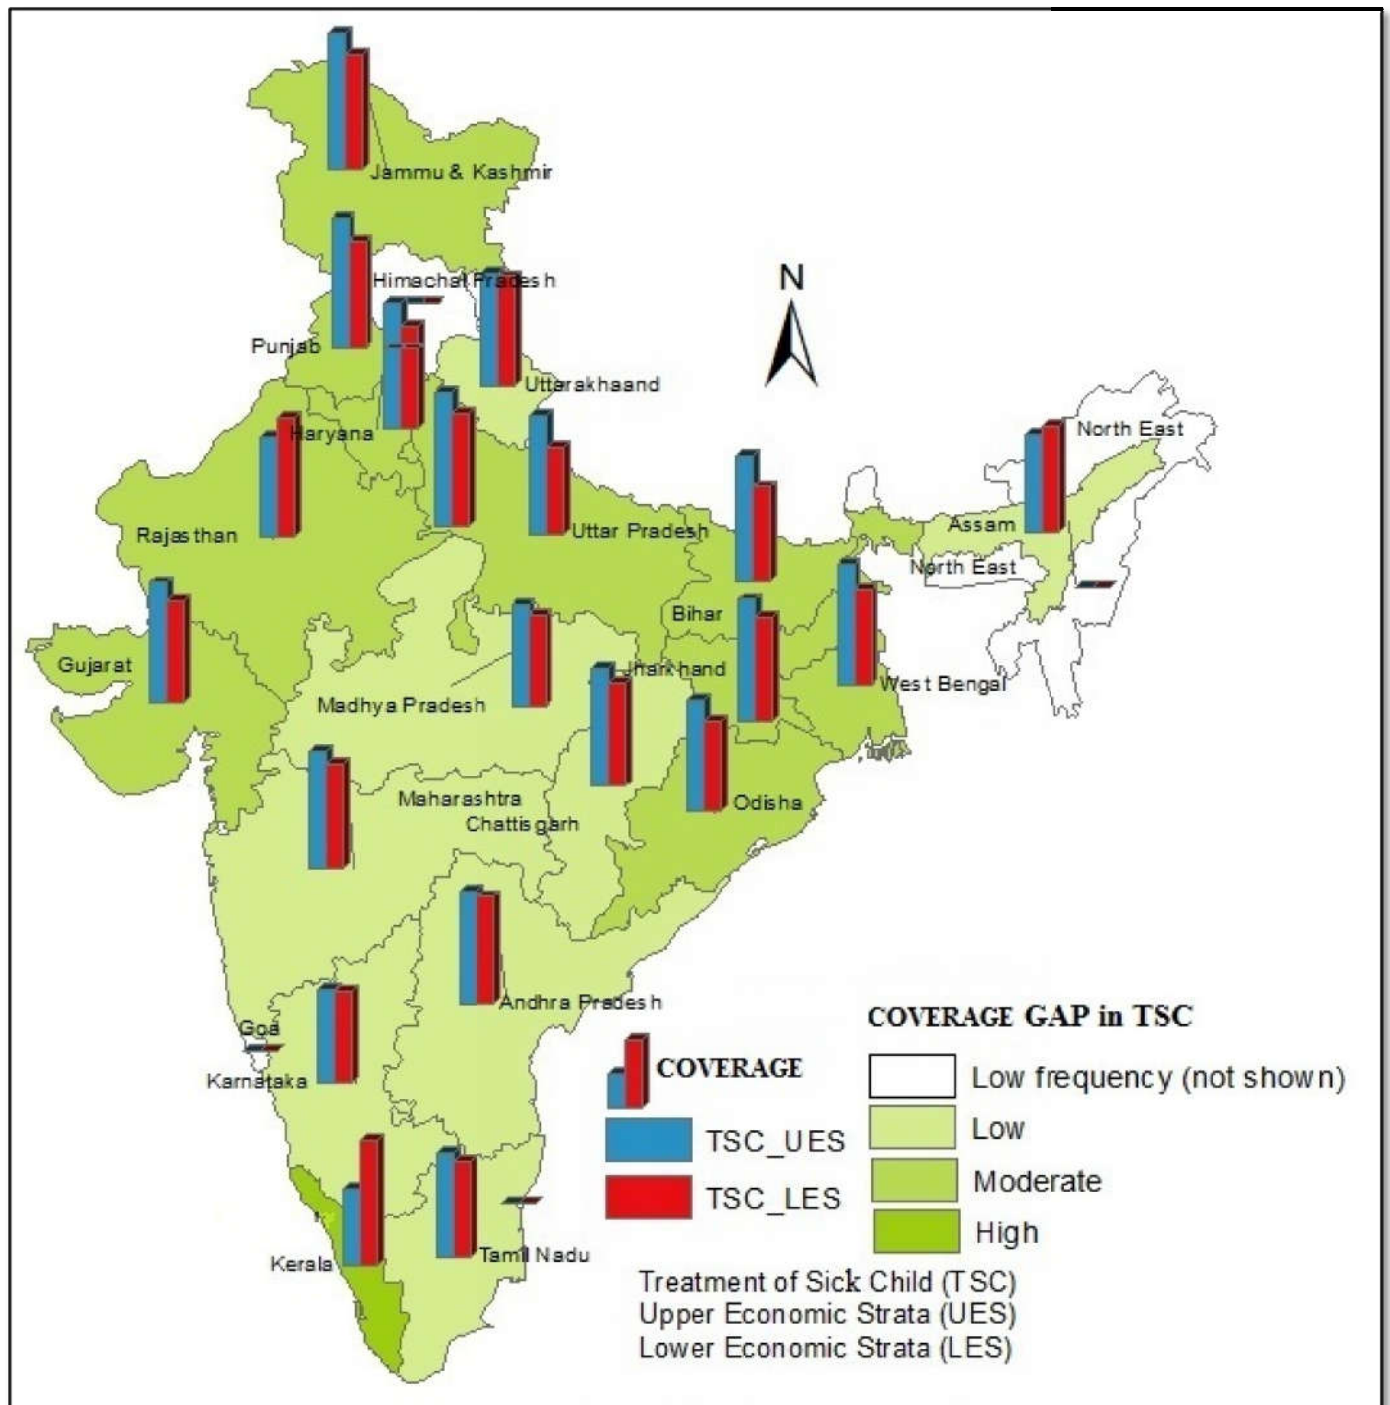 Jammu & Kashmir
N
Himachal Pradesh
Punjab
Uttarakhaand
Haryana
North East
Rajasthan
Uttar Pradesh
Assam
North East
Bihar
Gujarat
Jharkhand
West Bengal
Madhya Pradesh
Maharashtra
Odisha
Chattisgarh
Andhra Pradesh
Goa
Karnataka
Kerala
Tamil Nadu
COVERAGE
TSC_UES
TSC_LES
COVERAGE GAP in TSC
Low frequency (not shown)
Low
Moderate
High
Treatment of Sick Child (TSC)
Upper Economic Strata (UES)
Lower Economic Strata (LES)